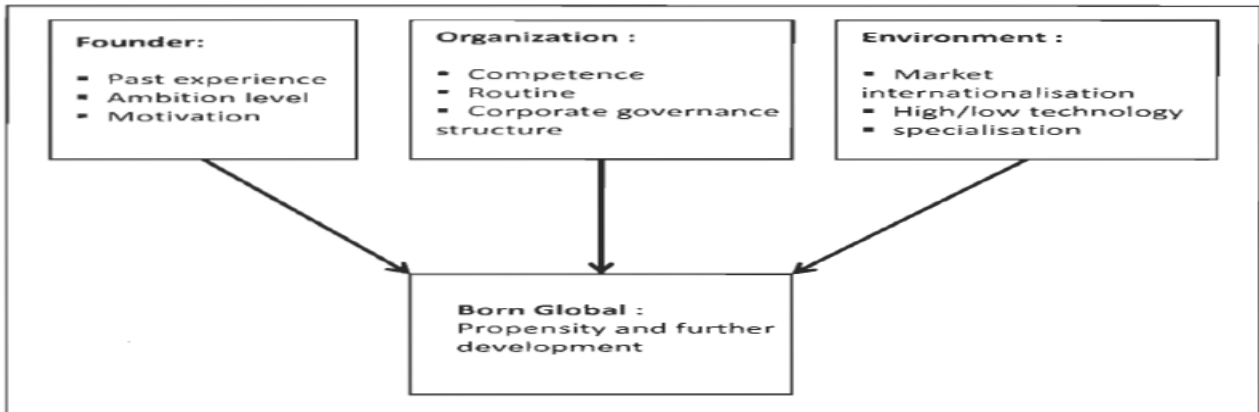 Founder:
▪ Past experience
▪ Ambition level
▪ Motivation
Organization :
▪ Competence
▪ Routine
▪ Corporate governance
structure
Environment :
▪ Market
internationalisation
▪ High/low technology
▪ specialisation
Born Global :
Propensity and further
development